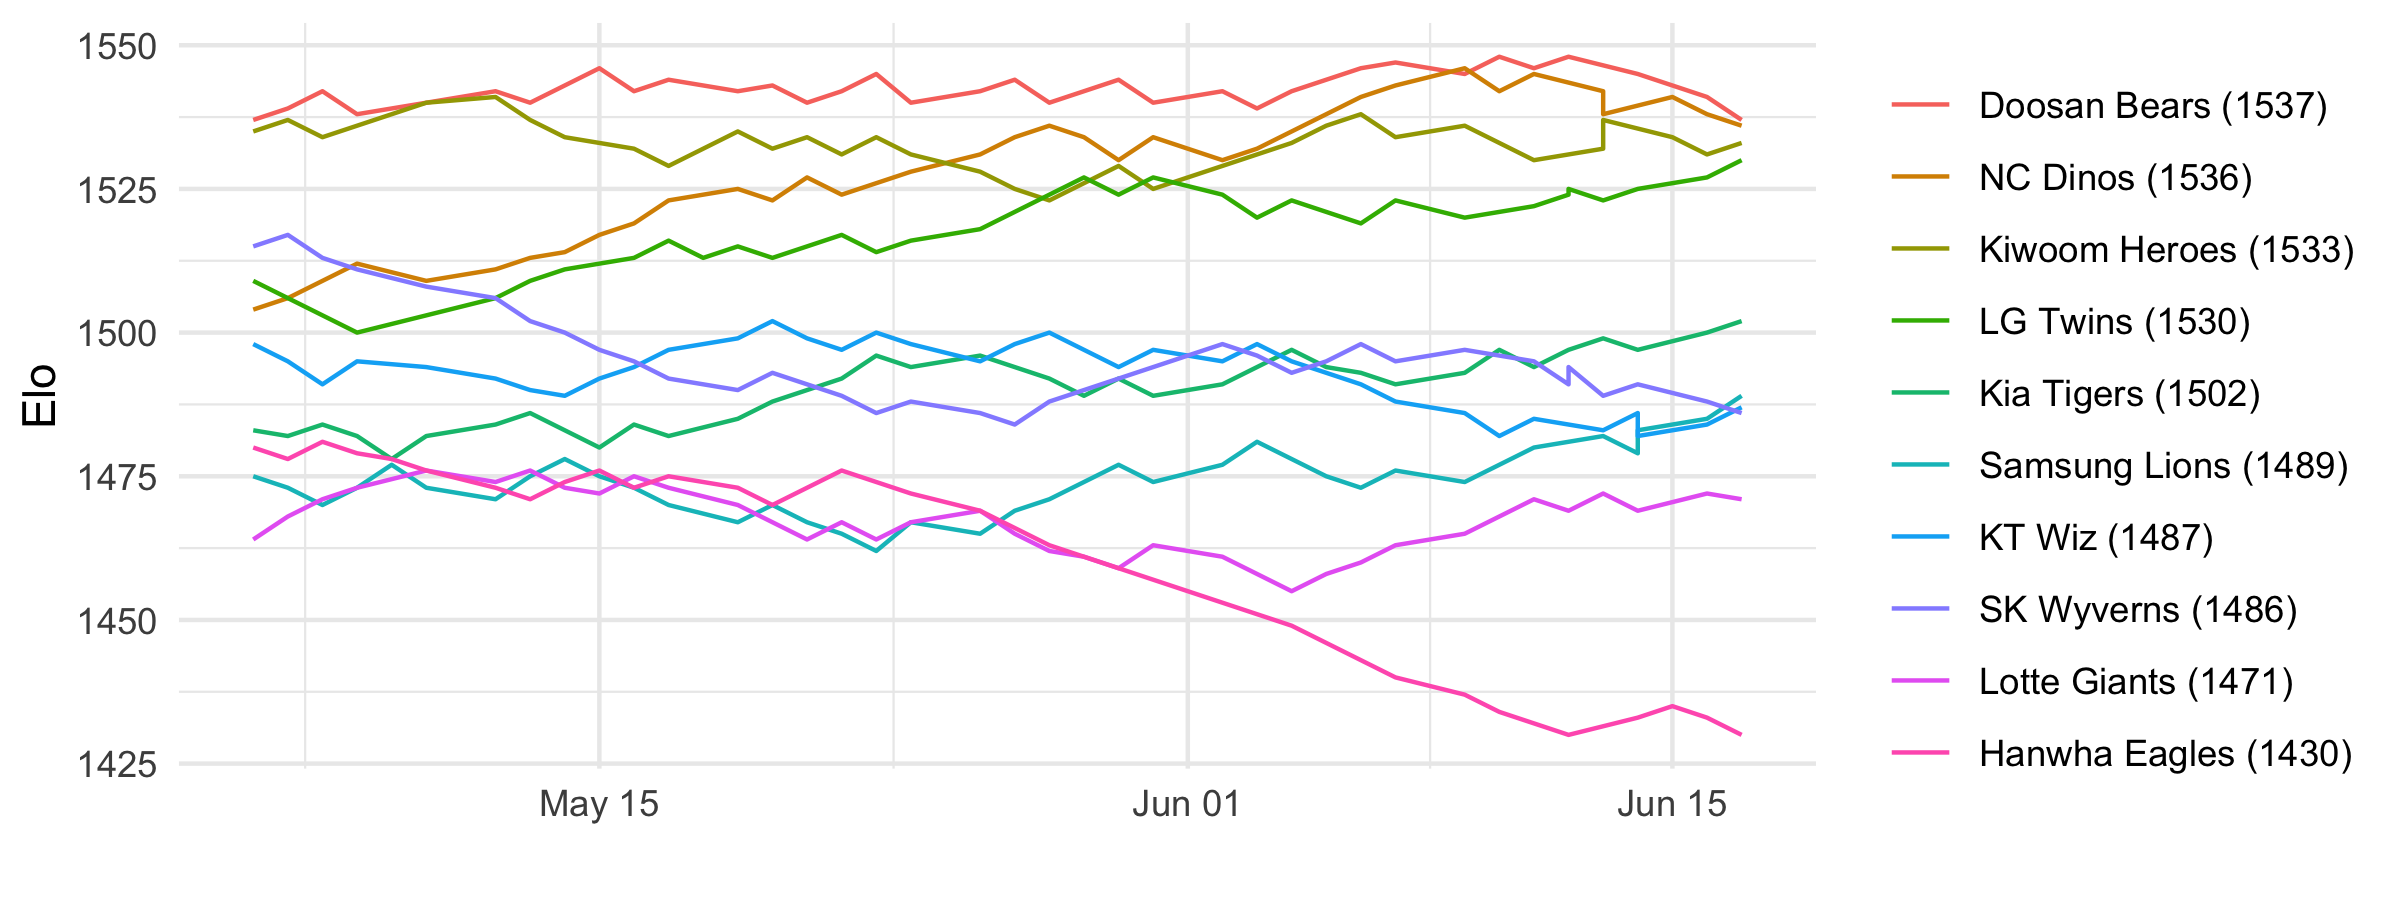 Elo
1550
1525
1500
1475
1450
1425
May 15
Jun 01
Jun 15
Doosan Bears (1537)
NC Dinos (1536)
Kiwoom Heroes (1533)
LG Twins (1530)
Kia Tigers (1502)
Samsung Lions (1489)
KT Wiz (1487)
SK Wyverns (1486)
Lotte Giants (1471)
Hanwha Eagles (1430)